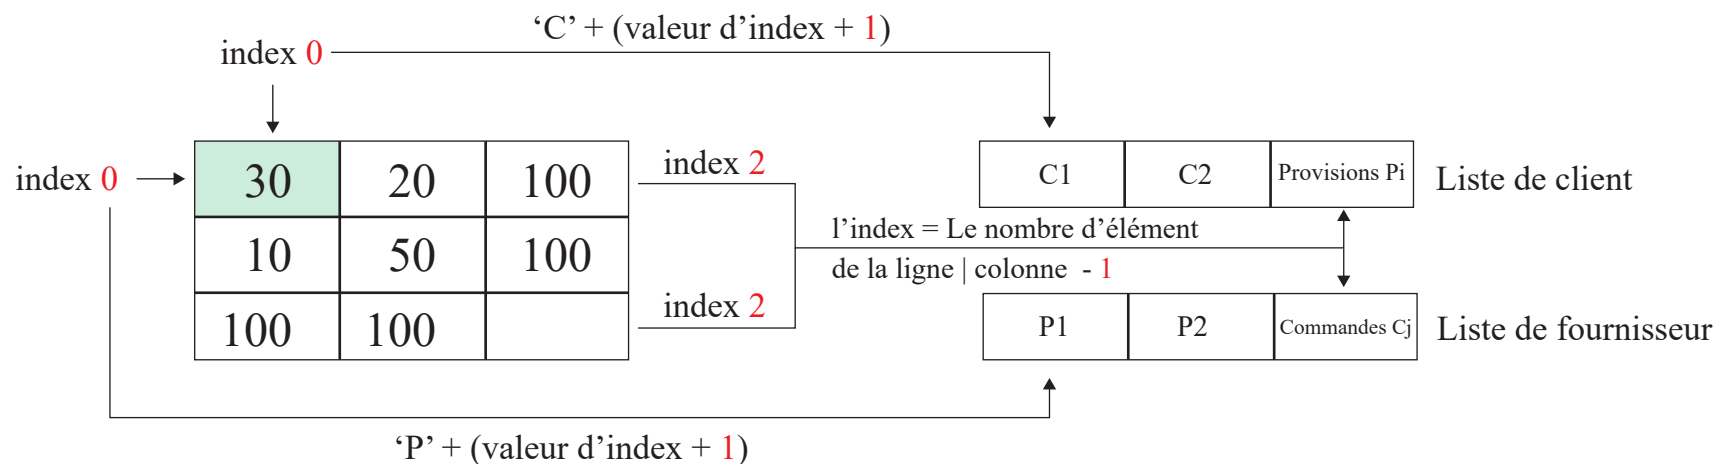 ‘C’ + (valeur d’index + 1)
index 0
index 0
30 20 100
10 50 100
100 100
index 2
index 2
l’index = Le nombre d’élément
de la ligne | colonne - 1
C1 C2 Provisions Pi
Liste de client
P1 P2 Commandes Cj
Liste de fournisseur
‘P’ + (valeur d’index + 1)